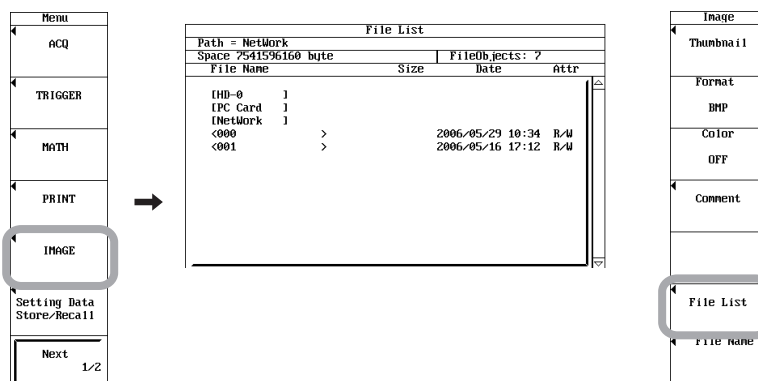 Menu
ACQ
TRIGGER
MATH
PRINT
IMAGE
Setting Data
Store/Recall
Next
1/2
File List
Path = NetWork
Space 7541596160 byte FileObjects: 7
File Name Size Date Attr
[HD-0 ]
[PC Card ]
[NetWork ]
<000 > 2006/05/29 10:34 R/W
<001 > 2006/05/16 17:12 R/W
Image
Thumbnail
Format
BMP
Color
OFF
Comment
File List
File Name